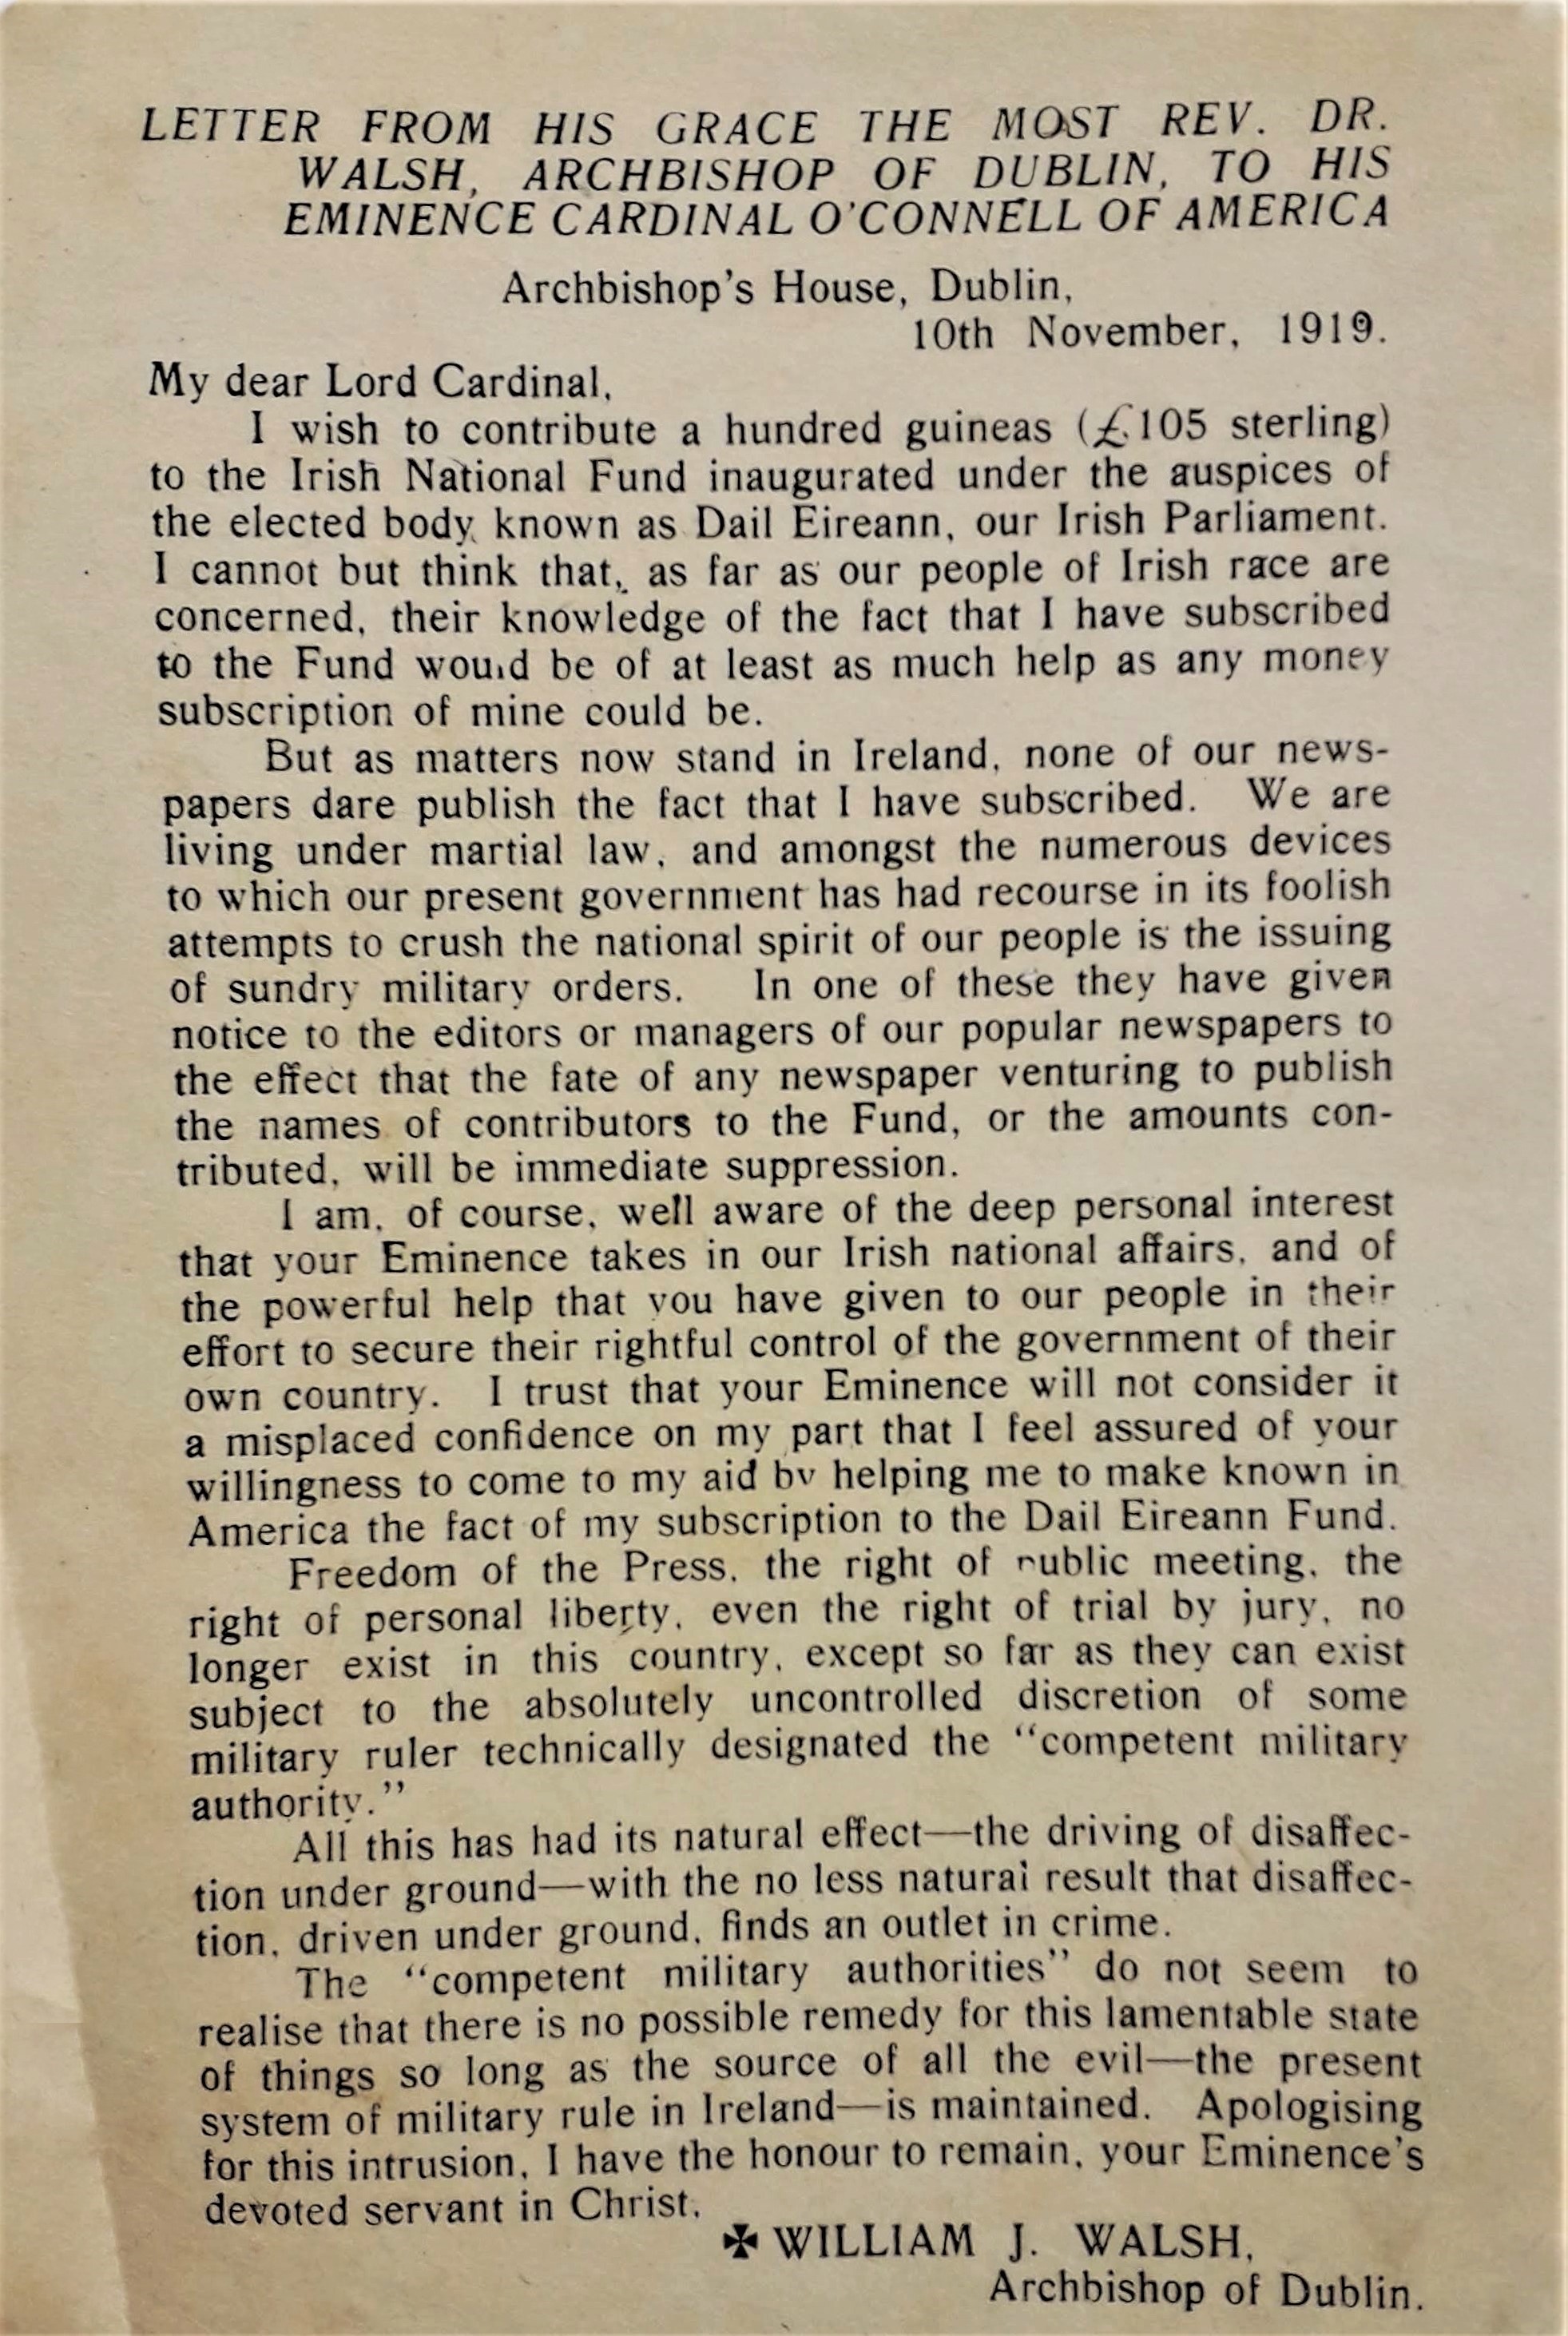 LETTER FROM HIS GRACE THE MOST REV. DR.
WALSH, ARCHBISHOP OF DUBLIN, TO HIS
EMINENCE CARDINAL O'CONNELL OF AMERICA
Archbishop's House, Dublin,
10th November, 1919.
My dear Lord Cardinal,
I wish to contribute a hundred guineas (£105 sterling)
to the Irish National Fund inaugurated under the auspices of
the elected body known as Dail Eireann, our Irish Parliament.
I cannot but think that, as far as our people of Irish race are
concerned, their knowledge of the fact that I have subscribed
to the Fund would be of at least as much help as any money
subscription of mine could be.
But as matters now stand in Ireland, none of our news-
papers dare publish the fact that I have subscribed. We are
living under martial law, and amongst the numerous devices
to which our present government has had recourse in its foolish
attempts to crush the national spirit of our people is the issuing
of sundry military orders. In one of these they have given
notice to the editors or managers of our popular newspapers to
the effect that the fate of any newspaper venturing to publish
the names of contributors to the Fund, or the amounts con-
tributed, will be immediate suppression.
I am, of course, well aware of the deep personal interest
that your Eminence takes in our Irish national affairs, and of
the powerful help that you have given to our people in their
effort to secure their rightful control of the government of their
own country. I trust that your Eminence will not consider it
a misplaced confidence on my part that I feel assured of your
willingness to come to my aid by helping me to make known in
America the fact of my subscription to the Dail Eireann Fund.
Freedom of the Press, the right of public meeting, the
right of personal liberty, even the right of trial by jury, no
longer exist in this country, except so far as they can exist
subject to the absolutely uncontrolled discretion of some
military ruler technically designated the "competent military
authority."
All this has had its natural effect—the driving of disaffec-
tion under ground—with the no less natural result that disaffec-
tion, driven under ground, finds an outlet in crime.
The "competent military authorities" do not seem to
realise that there is no possible remedy for this lamentable state
of things so long as the source of all the evil—the present
system of military rule in Ireland—is maintained. Apologising
for this intrusion, I have the honour to remain, your Eminence's
devoted servant in Christ,
✠ WILLIAM J. WALSH,
Archbishop of Dublin.